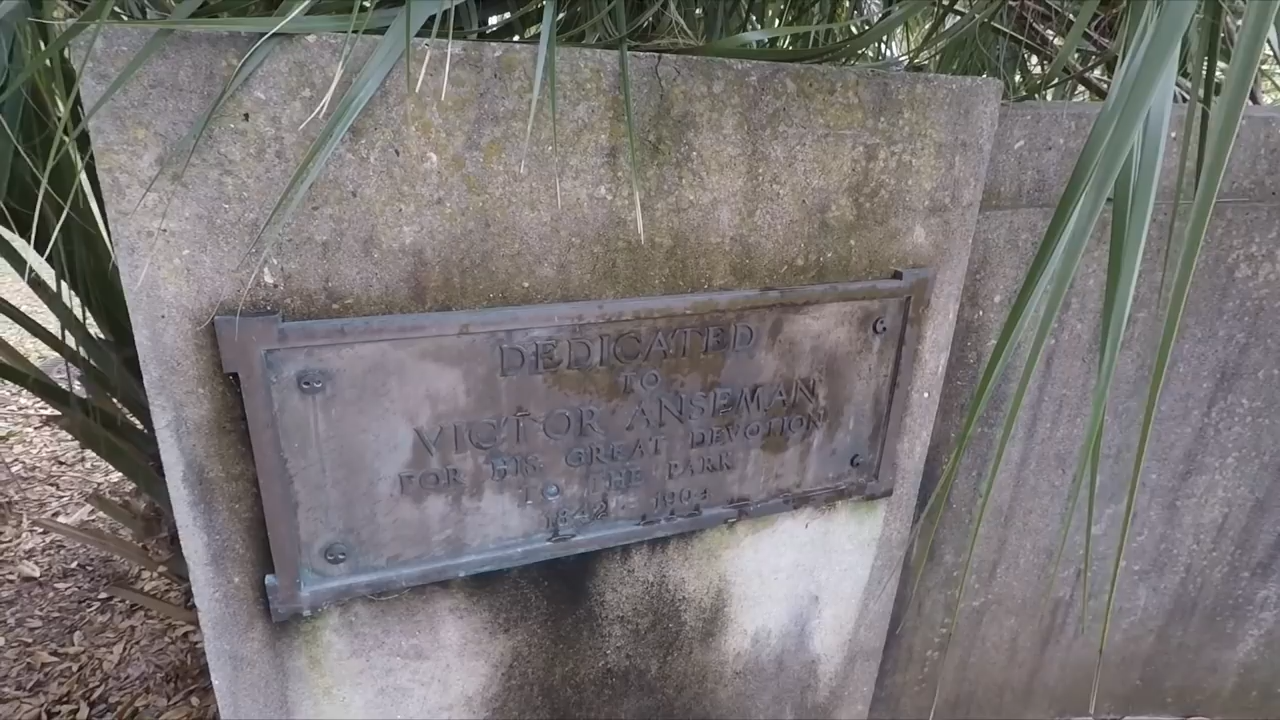 DEDICATED
TO
VICTOR ANSEMAN
FOR HIS GREAT DEVOTION
TO THE PARK
1842 - 1904